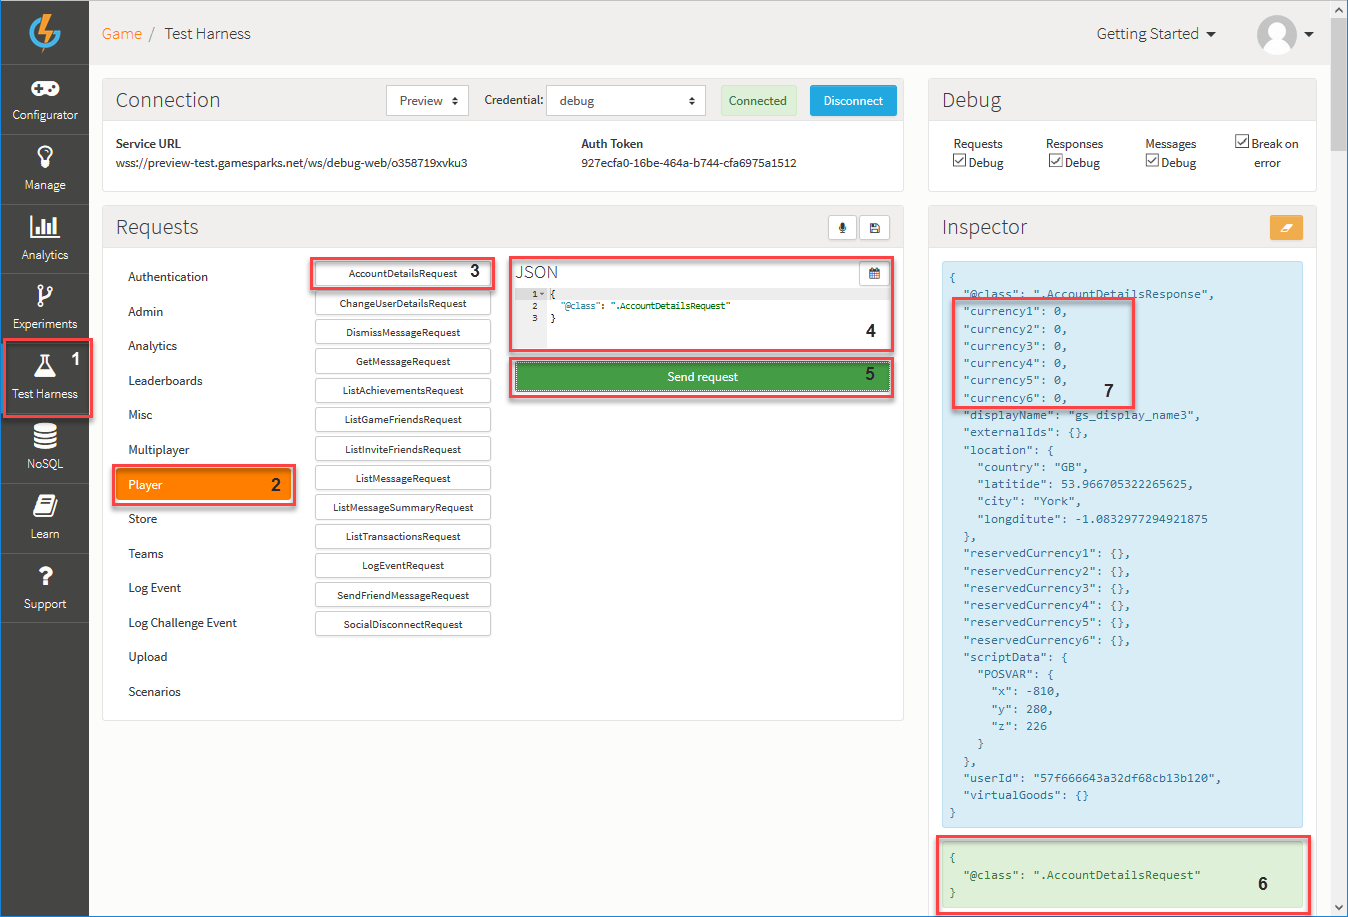 Game / Test Harness
Getting Started
Configurator
Manage
Analytics
Experiments
1
Test Harness
NoSQL
Learn
Support
Connection
Preview
Credential:
debug
Connected
Disconnect
Service URL
wss://preview-test.gamesparks.net/ws/debug-web/o358719xvku3
Auth Token
927ecfa0-16be-464a-b744-cfa6975a1512
Debug
Requests
Debug
Responses
Debug
Messages
Debug
Break on
error
Requests
Authentication
Admin
Analytics
Leaderboards
Misc
Multiplayer
Player 2
Store
Teams
Log Event
Log Challenge Event
Upload
Scenarios
AccountDetailsRequest 3
ChangeUserDetailsRequest
DismissMessageRequest
GetMessageRequest
ListAchievementsRequest
ListGameFriendsRequest
ListInviteFriendsRequest
ListMessageRequest
ListMessageSummaryRequest
ListTransactionsRequest
LogEventRequest
SendFriendMessageRequest
SocialDisconnectRequest
JSON
1 {
2 "@class": ".AccountDetailsRequest"
3 }
4
Send request 5
Inspector
{
"@class": ".AccountDetailsResponse",
"currency1": 0,
"currency2": 0,
"currency3": 0,
"currency4": 0,
"currency5": 0,
"currency6": 0,
7
"displayName": "gs_display_name3",
"externalIds": {},
"location": {
"country": "GB",
"latitide": 53.966705322265625,
"city": "York",
"longditute": -1.0832977294921875
},
"reservedCurrency1": {},
"reservedCurrency2": {},
"reservedCurrency3": {},
"reservedCurrency4": {},
"reservedCurrency5": {},
"reservedCurrency6": {},
"scriptData": {
"POSVAR": {
"x": -810,
"y": 280,
"z": 226
}
},
"userId": "57f666643a32df68cb13b120",
"virtualGoods": {}
}
{
"@class": ".AccountDetailsRequest"
}
6